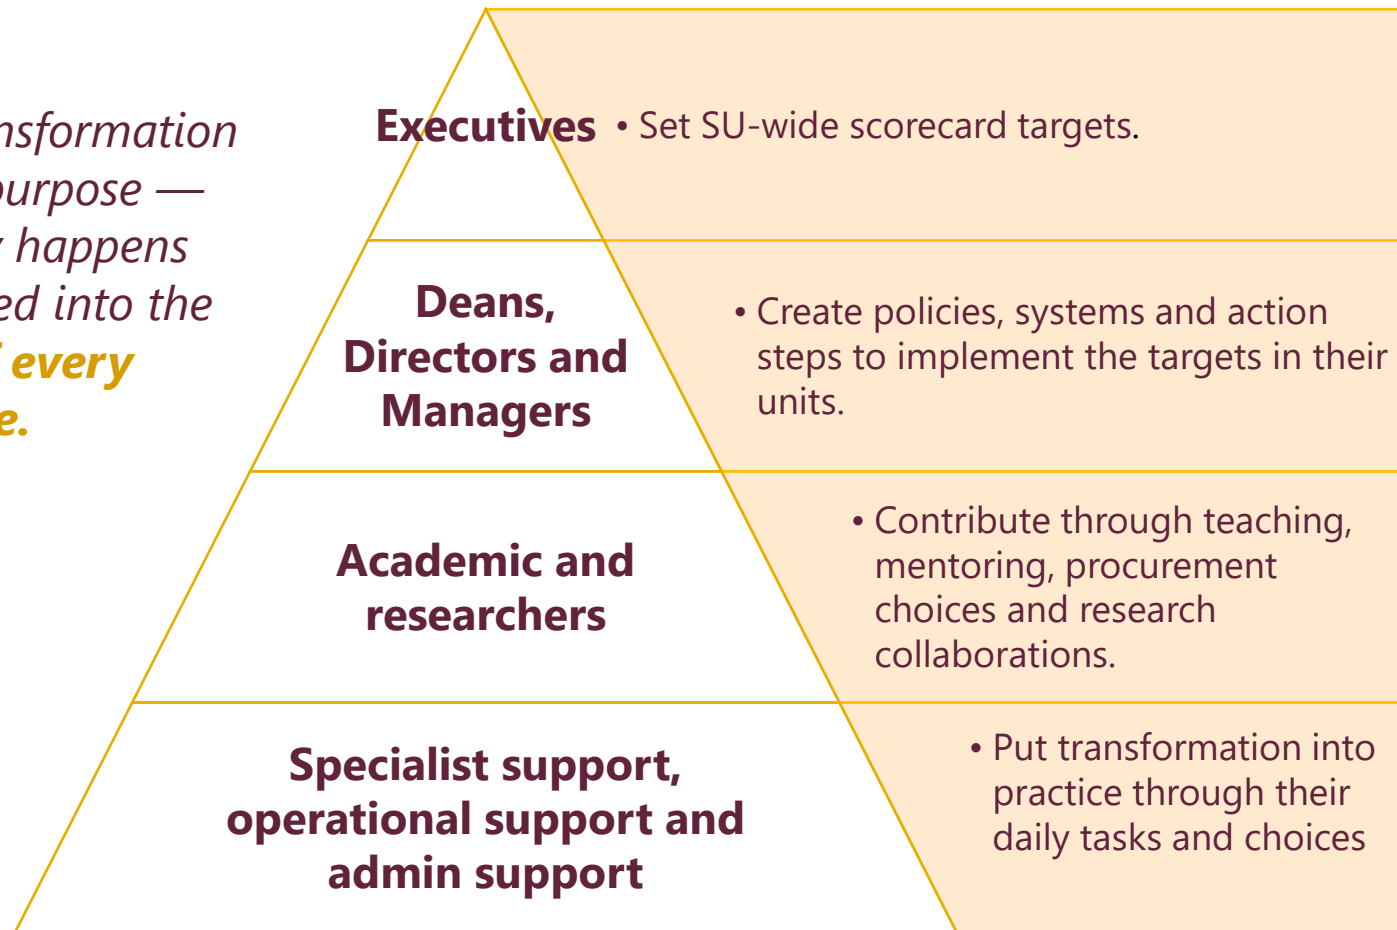 nsformation
purpose —
happens
ed into the
every
e.
Executives
• Set SU-wide scorecard targets.
Deans,
Directors and
Managers
• Create policies, systems and action
steps to implement the targets in their
units.
Academic and
researchers
• Contribute through teaching,
mentoring, procurement
choices and research
collaborations.
Specialist support,
operational support and
admin support
• Put transformation into
practice through their
daily tasks and choices